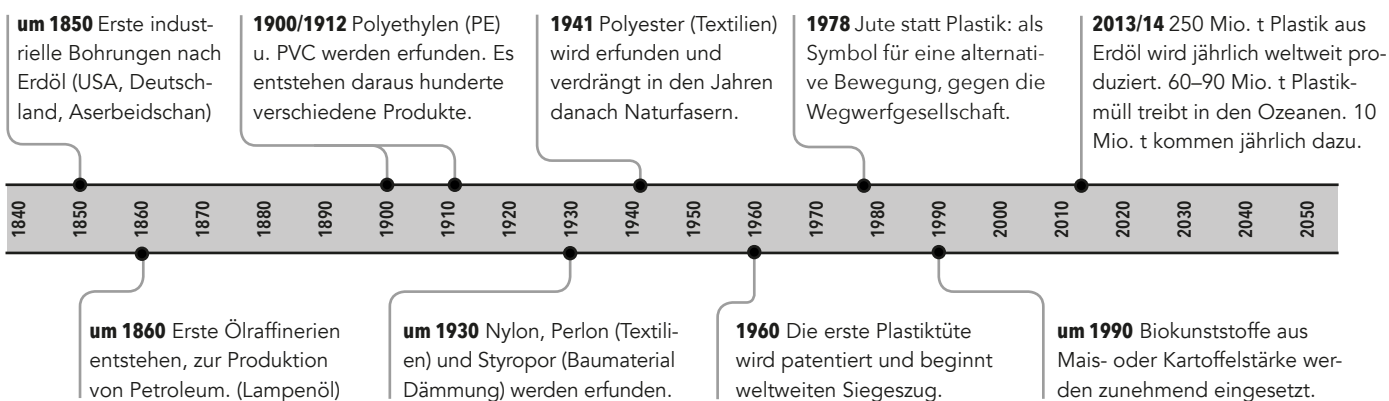 um 1850 Erste indust-
rielle Bohrungen nach
Erdöl (USA, Deutsch-
land, Aserbeidschan)
1900/1912 Polyethylen (PE)
u. PVC werden erfunden. Es
entstehen daraus hunderte
verschiedene Produkte.
1941 Polyester (Textilien)
wird erfunden und
verdrängt in den Jahren
danach Naturfasern.
1978 Jute statt Plastik: als
Symbol für eine alternati-
ve Bewegung, gegen die
Wegwerfgesellschaft.
2013/14 250 Mio. t Plastik aus
Erdöl wird jährlich weltweit pro-
duziert. 60–90 Mio. t Plastik-
müll treibt in den Ozeanen. 10
Mio. t kommen jährlich dazu.
1840
1850
1860
1870
1880
1890
1900
1910
1920
1930
1940
1950
1960
1970
1980
1990
2000
2010
2020
2030
2040
2050
um 1860 Erste Ölraffinerien
entstehen, zur Produktion
von Petroleum. (Lampenöl)
um 1930 Nylon, Perlon (Textili-
en) und Styropor (Baumaterial
Dämmung) werden erfunden.
1960 Die erste Plastiktüte
wird patentiert und beginnt
weltweiten Siegeszug.
um 1990 Biokunststoffe aus
Mais- oder Kartoffelstärke wer-
den zunehmend eingesetzt.